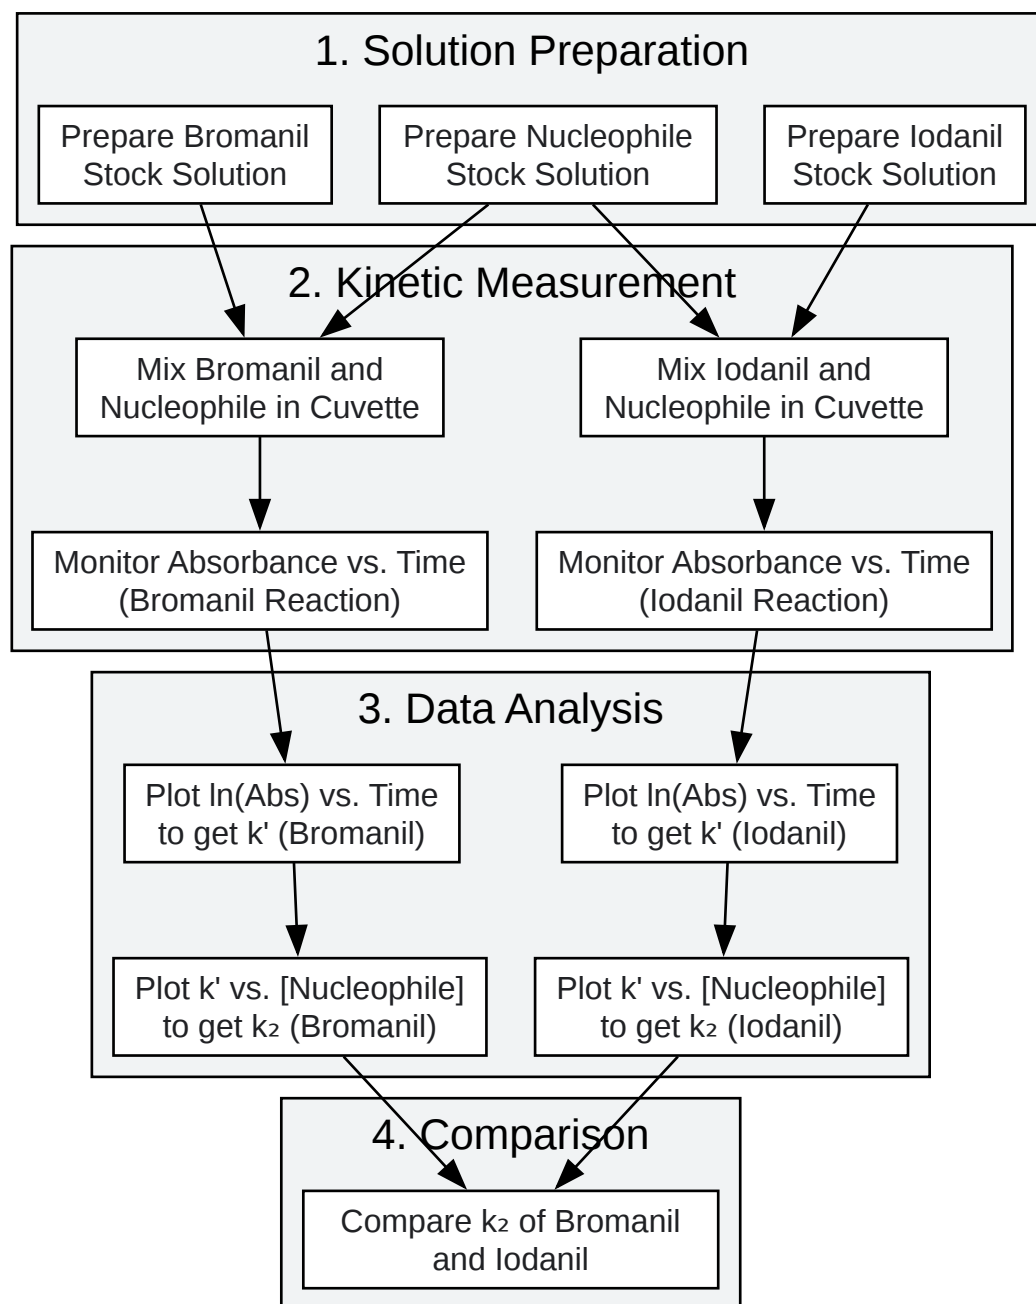 1. Solution Preparation
Prepare Bromanil
Stock Solution
Prepare Nucleophile
Stock Solution
Prepare Iodanil
Stock Solution
2. Kinetic Measurement
Mix Bromanil and
Nucleophile in Cuvette
Mix Iodanil and
Nucleophile in Cuvette
Monitor Absorbance vs. Time
(Bromanil Reaction)
Monitor Absorbance vs. Time
(Iodanil Reaction)
3. Data Analysis
Plot ln(Abs) vs. Time
to get k' (Bromanil)
Plot ln(Abs) vs. Time
to get k' (Iodanil)
Plot k' vs. [Nucleophile]
to get k₂ (Bromanil)
Plot k' vs. [Nucleophile]
to get k₂ (Iodanil)
4. Comparison
Compare k₂ of Bromanil
and Iodanil